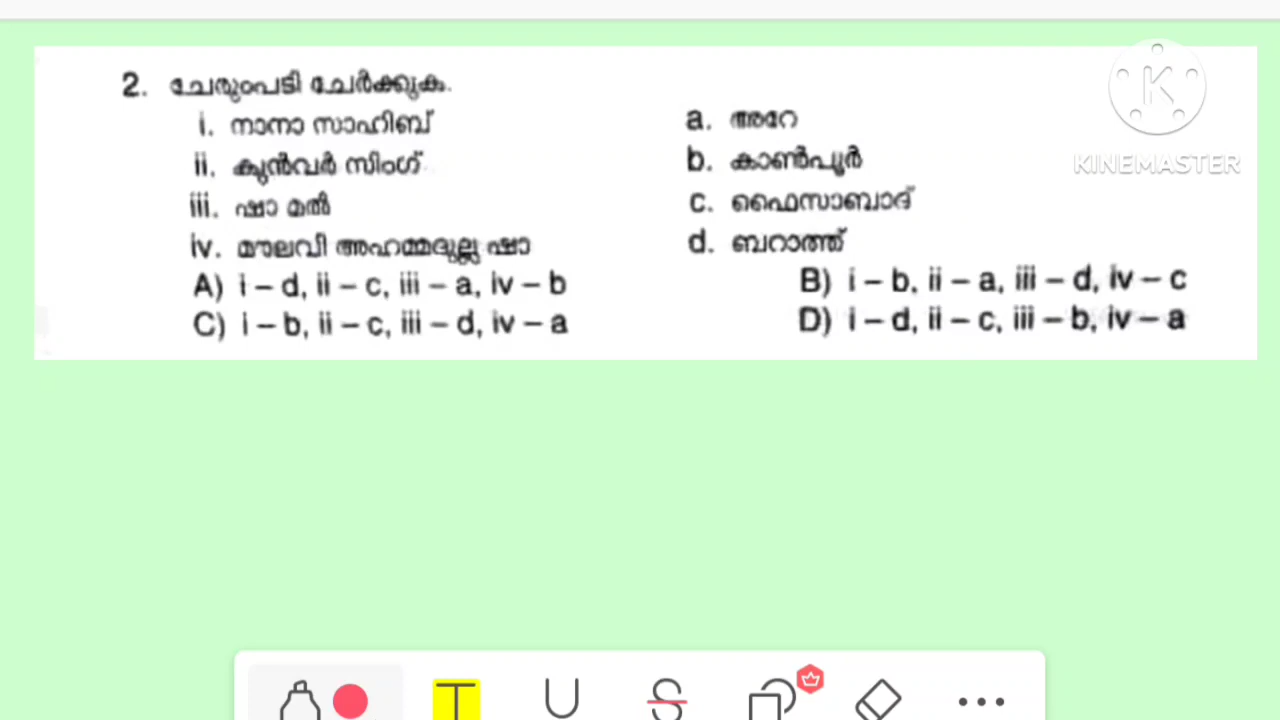 2. ചേരുംപടി ചേർക്കുക.
i. നാനാ സാഹിബ് a. അറേ
ii. കുൻവർ സിംഗ് b. കാൺപൂർ
iii. ഷാ മൽ c. ഫൈസാബാദ്
iv. മൗലവി അഹമ്മദുല്ല ഷാ d. ബറാത്ത്
A) i – d, ii – c, iii – a, iv – b B) i – b, ii – a, iii – d, iv – c
C) i – b, ii – c, iii – d, iv – a D) i – d, ii – c, iii – b, iv – a
K
KINEMASTER
T U S